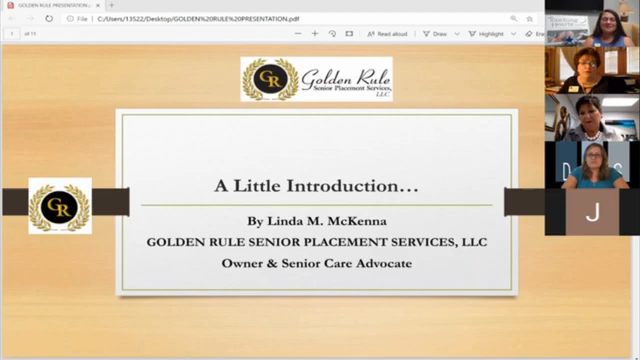 GOLDEN RULE PRESENTATION...
File
C:/Users/13522/Desktop/GOLDEN%20RULE%20PRESENTATION.pdf
1 of 11
Read aloud
Draw
Highlight
GR
Golden Rule
Senior Placement Services,
LLC
A Little Introduction...
By Linda M. McKenna
GR
GOLDEN RULE SENIOR PLACEMENT SERVICES, LLC
Owner & Senior Care Advocate
J